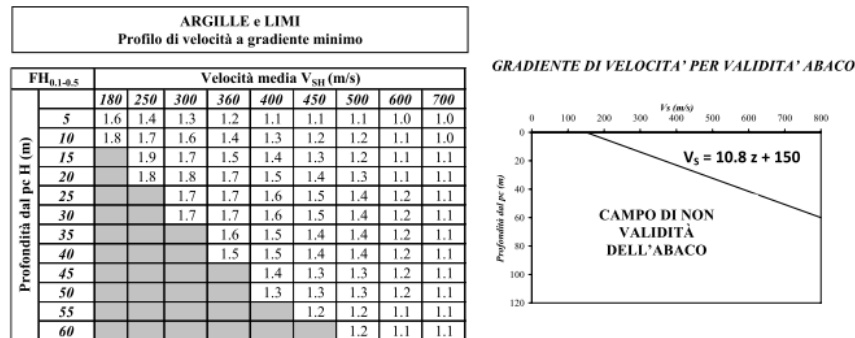 ARGILLE e LIMI
Profilo di velocità a gradiente minimo
FH0.1-0.5 Velocità media VSH (m/s)
180 250 300 360 400 450 500 600 700
Profondità dal pc H (m)
5 1.6 1.4 1.3 1.2 1.1 1.1 1.1 1.0 1.0
10 1.8 1.7 1.6 1.4 1.3 1.2 1.2 1.1 1.0
15 1.9 1.7 1.5 1.4 1.3 1.2 1.1 1.1
20 1.8 1.8 1.7 1.5 1.4 1.3 1.1 1.1
25 1.7 1.7 1.6 1.5 1.4 1.2 1.1
30 1.7 1.7 1.6 1.5 1.4 1.2 1.1
35 1.6 1.5 1.4 1.4 1.2 1.1
40 1.5 1.5 1.4 1.4 1.2 1.1
45 1.4 1.3 1.3 1.2 1.1
50 1.3 1.3 1.3 1.2 1.1
55 1.2 1.2 1.1 1.1
60 1.2 1.1 1.1
GRADIENTE DI VELOCITA' PER VALIDITA' ABACO
Vs (m/s)
0 100 200 300 400 500 600 700 800
Profondità dal pc (m)
0
20
40
60
80
100
120
VS = 10.8 z + 150
CAMPO DI NON
VALIDITÀ
DELL'ABACO